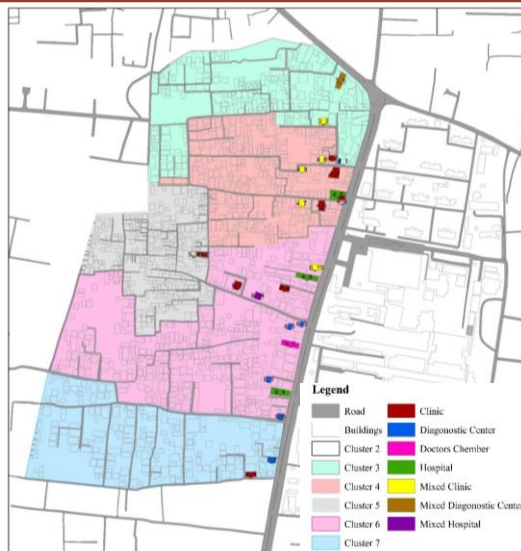 Legend
Road
Buildings
Cluster 2
Cluster 3
Cluster 4
Cluster 5
Cluster 6
Cluster 7
Clinic
Diagonostic Center
Doctors Chember
Hospital
Mixed Clinic
Mixed Diagonostic Center
Mixed Hospital